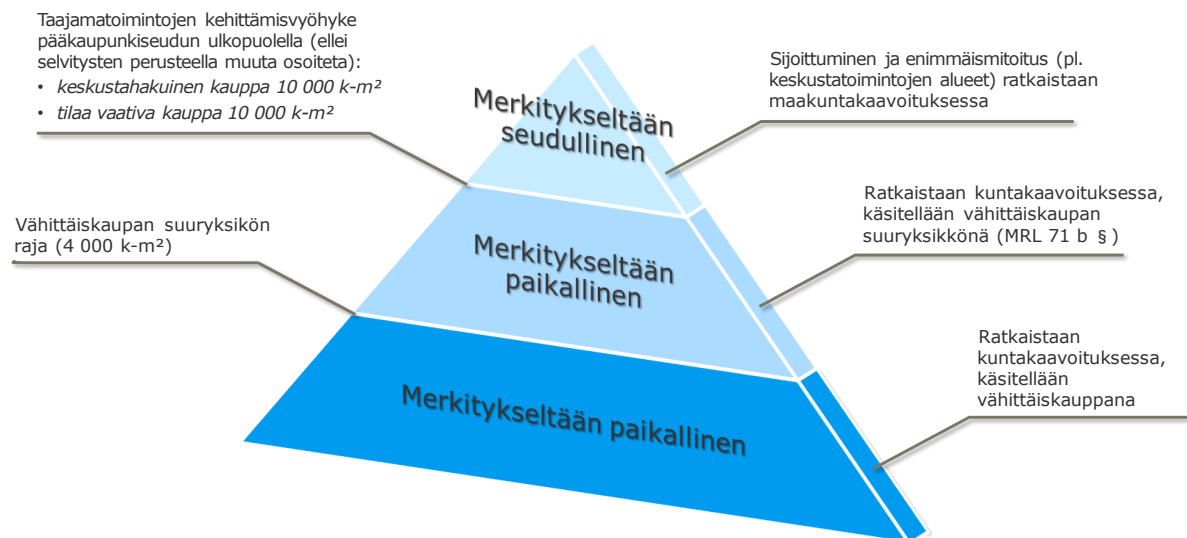 Taajamatoimintojen kehittämisvyöhyke
pääkaupunkiseudun ulkopuolella (ellei
selvitysten perusteella muuta osoiteta):
• keskustahakuinen kauppa 10 000 k-m²
• tilaa vaativa kauppa 10 000 k-m²
Sijoittuminen ja enimmäismitoitus (pl.
keskustatoimintojen alueet) ratkaistaan
maakuntakaavoituksessa
Merkitykseltään
seudullinen
Vähittäiskaupan suuryksikön
raja (4 000 k-m²)
Ratkaistaan kuntakaavoituksessa,
käsitellään vähittäiskaupan
suuryksikkönä (MRL 71 b §)
Merkitykseltään
paikallinen
Ratkaistaan
kuntakaavoituksessa,
käsitellään
vähittäiskauppana
Merkitykseltään paikallinen